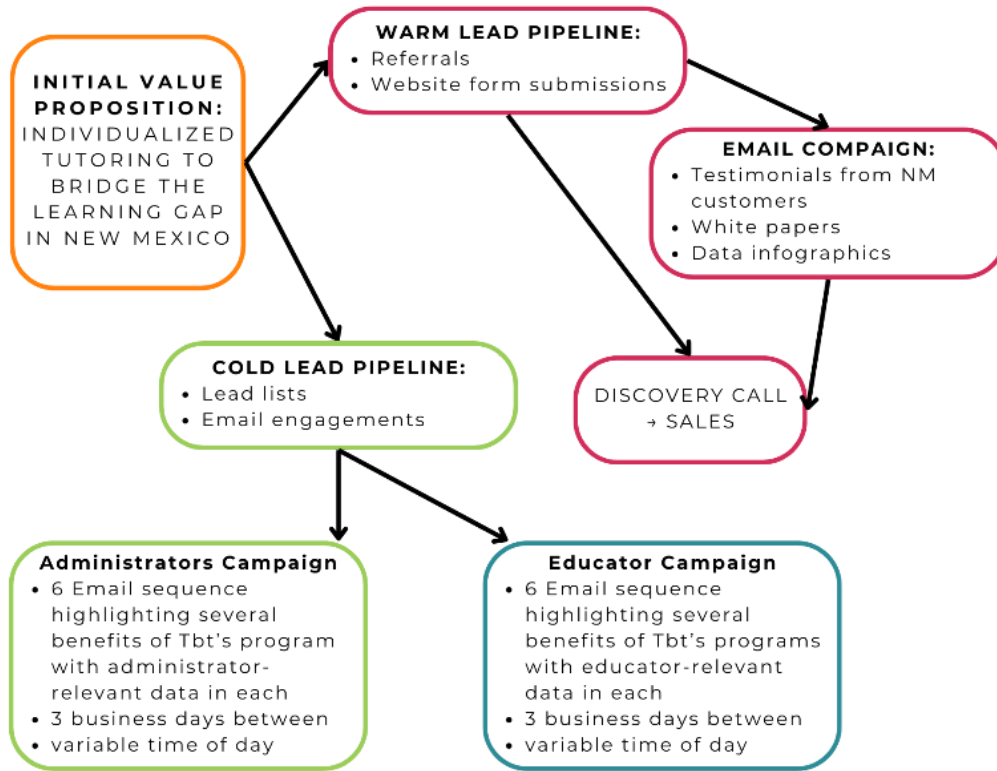 INITIAL VALUE
PROPOSITION:
INDIVIDUALIZED
TUTORING TO
BRIDGE THE
LEARNING GAP
IN NEW MEXICO
WARM LEAD PIPELINE:
• Referrals
• Website form submissions
EMAIL COMPAIGN:
• Testimonials from NM
customers
• White papers
• Data infographics
COLD LEAD PIPELINE:
• Lead lists
• Email engagements
DISCOVERY CALL
→ SALES
Administrators Campaign
• 6 Email sequence
highlighting several
benefits of Tbt's program
with administrator-
relevant data in each
• 3 business days between
• variable time of day
Educator Campaign
• 6 Email sequence
highlighting several
benefits of Tbt's programs
with educator-relevant
data in each
• 3 business days between
• variable time of day